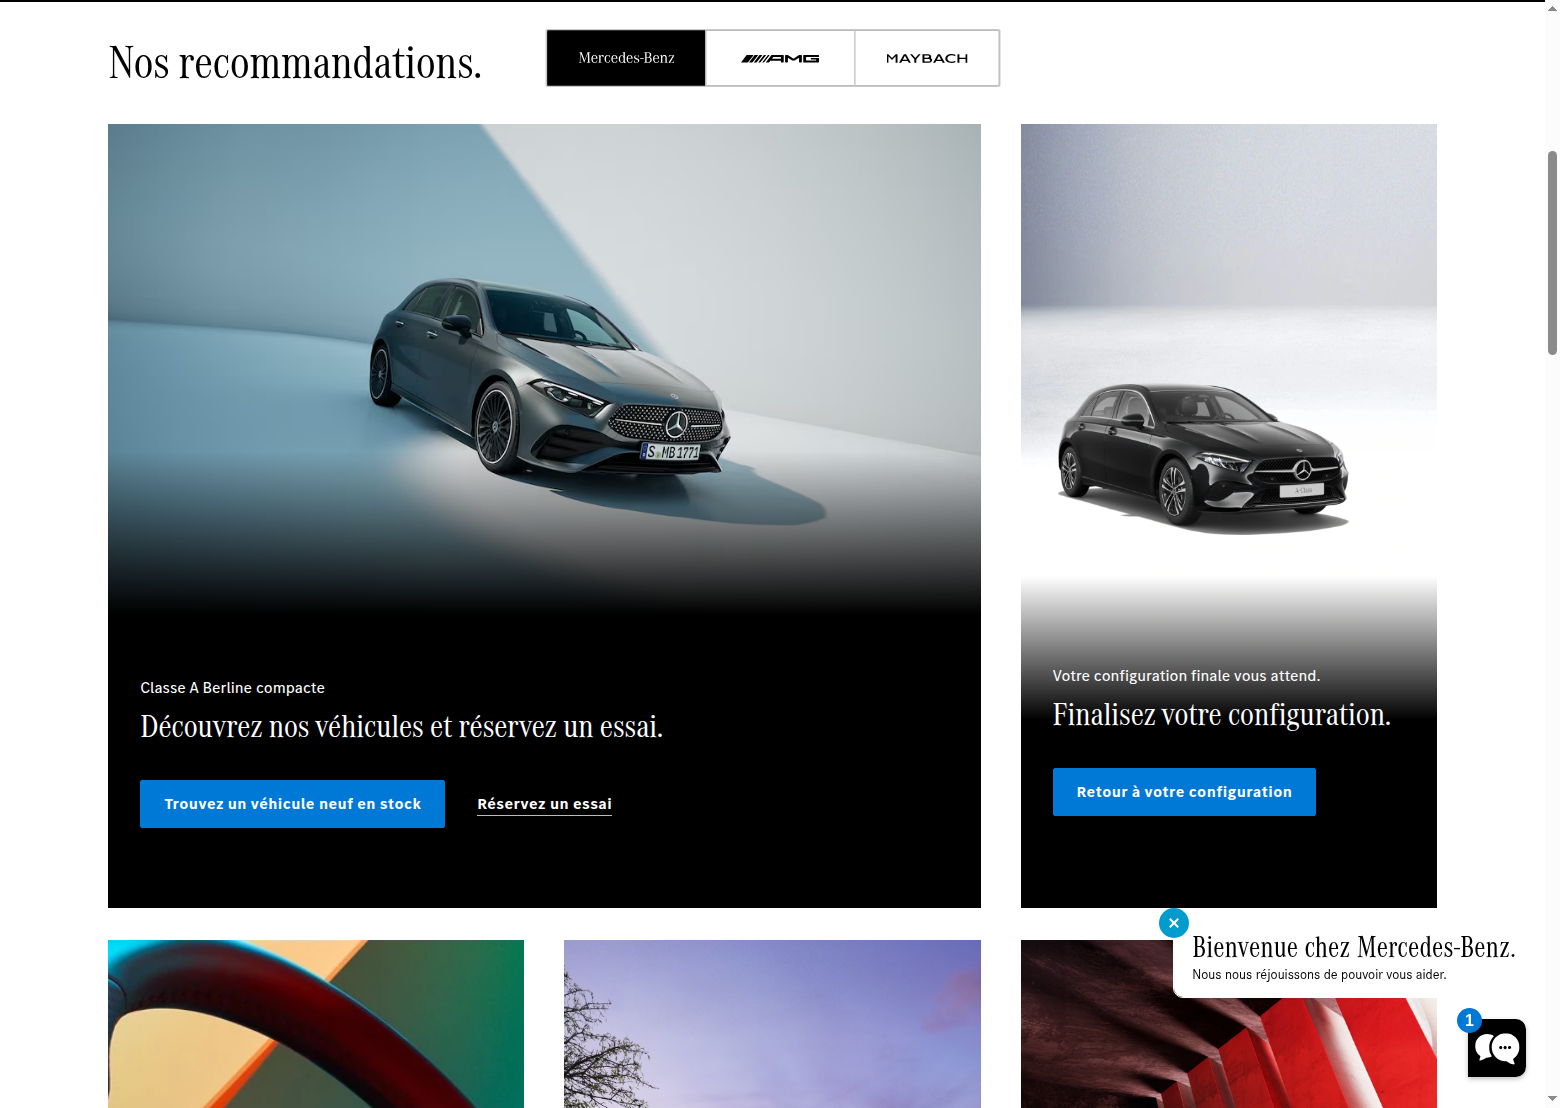 Nos recommandations.
Mercedes-Benz
AMG
MAYBACH
S MB 1771
A-Class
Classe A Berline compacte
Découvrez nos véhicules et réservez un essai.
Trouvez un véhicule neuf en stock
Réservez un essai
Votre configuration finale vous attend.
Finalisez votre configuration.
Retour à votre configuration
Bienvenue chez Mercedes-Benz.
Nous nous réjouissons de pouvoir vous aider.
1